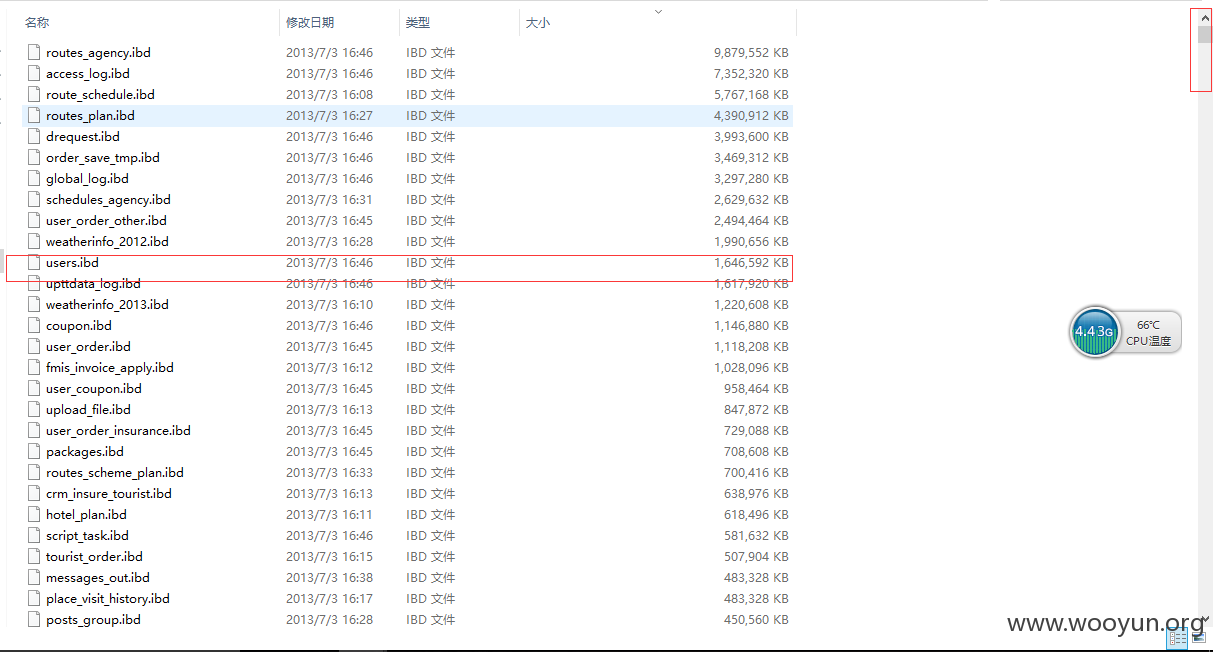 名称 修改日期 类型 大小
routes_agency.ibd 2013/7/3 16:46 IBD 文件 9,879,552 KB
access_log.ibd 2013/7/3 16:46 IBD 文件 7,352,320 KB
route_schedule.ibd 2013/7/3 16:08 IBD 文件 5,767,168 KB
routes_plan.ibd 2013/7/3 16:27 IBD 文件 4,390,912 KB
drequest.ibd 2013/7/3 16:46 IBD 文件 3,993,600 KB
order_save_tmp.ibd 2013/7/3 16:46 IBD 文件 3,469,312 KB
global_log.ibd 2013/7/3 16:46 IBD 文件 3,297,280 KB
schedules_agency.ibd 2013/7/3 16:31 IBD 文件 2,629,632 KB
user_order_other.ibd 2013/7/3 16:45 IBD 文件 2,494,464 KB
weatherinfo_2012.ibd 2013/7/3 16:28 IBD 文件 1,990,656 KB
users.ibd 2013/7/3 16:46 IBD 文件 1,646,592 KB
upttdata_log.ibd 2013/7/3 16:46 IBD 文件 1,617,920 KB
weatherinfo_2013.ibd 2013/7/3 16:10 IBD 文件 1,220,608 KB
coupon.ibd 2013/7/3 16:46 IBD 文件 1,146,880 KB
user_order.ibd 2013/7/3 16:45 IBD 文件 1,118,208 KB
fmis_invoice_apply.ibd 2013/7/3 16:12 IBD 文件 1,028,096 KB
user_coupon.ibd 2013/7/3 16:45 IBD 文件 958,464 KB
upload_file.ibd 2013/7/3 16:13 IBD 文件 847,872 KB
user_order_insurance.ibd 2013/7/3 16:45 IBD 文件 729,088 KB
packages.ibd 2013/7/3 16:45 IBD 文件 708,608 KB
routes_scheme_plan.ibd 2013/7/3 16:33 IBD 文件 700,416 KB
crm_insure_tourist.ibd 2013/7/3 16:13 IBD 文件 638,976 KB
hotel_plan.ibd 2013/7/3 16:11 IBD 文件 618,496 KB
script_task.ibd 2013/7/3 16:46 IBD 文件 581,632 KB
tourist_order.ibd 2013/7/3 16:15 IBD 文件 507,904 KB
messages_out.ibd 2013/7/3 16:38 IBD 文件 483,328 KB
place_visit_history.ibd 2013/7/3 16:17 IBD 文件 483,328 KB
posts_group.ibd 2013/7/3 16:28 IBD 文件 450,560 KB
4.43G
66℃
CPU温度
www.wooyun.org